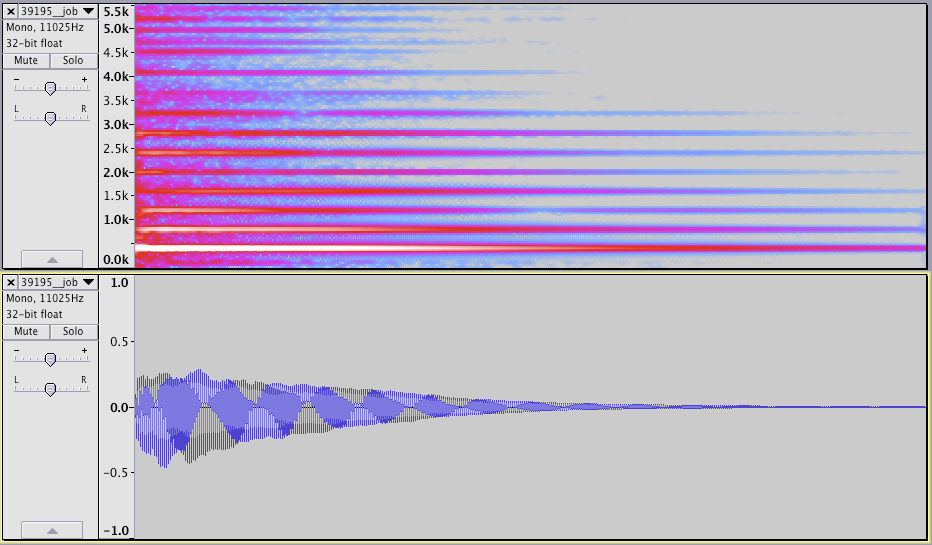 39195__job
Mono, 11025Hz
32-bit float
Mute Solo
- +
L R
5.5k
5.0k
4.5k
4.0k
3.5k
3.0k
2.5k
2.0k
1.5k
1.0k
0.0k
39195__job
Mono, 11025Hz
32-bit float
Mute Solo
- +
L R
1.0
0.5
0.0
-0.5
-1.0